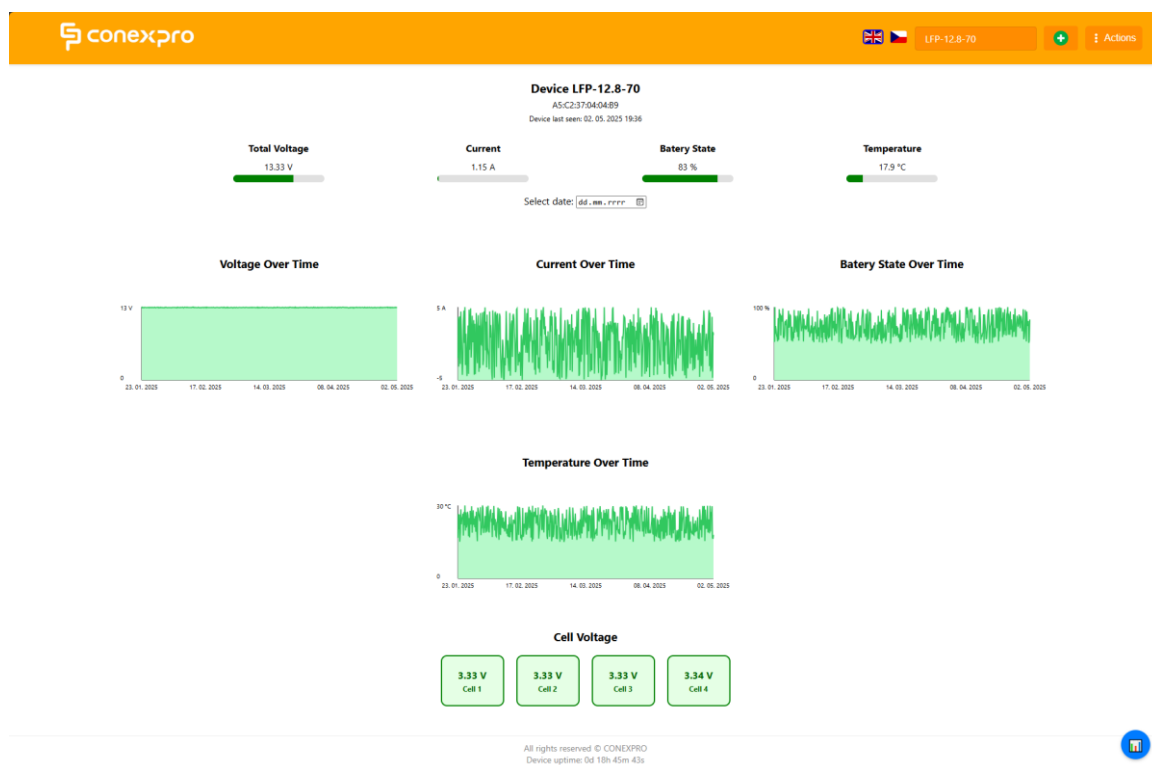 conexpro
LFP-12.8-70
Actions
Device LFP-12.8-70
A5:C2:37:04:04:B9
Device last seen: 02. 05. 2025 19:36
Total Voltage
13.33 V
Current
1.15 A
Batery State
83 %
Temperature
17.9 °C
Select date: dd.mm.rrrr
Voltage Over Time
13 V
0
23. 01. 2025 17. 02. 2025 14. 03. 2025 08. 04. 2025 02. 05. 2025
Current Over Time
5 A
-5
23. 01. 2025 17. 02. 2025 14. 03. 2025 08. 04. 2025 02. 05. 2025
Batery State Over Time
100 %
0
23. 01. 2025 17. 02. 2025 14. 03. 2025 08. 04. 2025 02. 05. 2025
Temperature Over Time
30 °C
0
23. 01. 2025 17. 02. 2025 14. 03. 2025 08. 04. 2025 02. 05. 2025
Cell Voltage
3.33 V
Cell 1
3.33 V
Cell 2
3.33 V
Cell 3
3.34 V
Cell 4
All rights reserved © CONEXPRO
Device uptime: 0d 18h 45m 43s